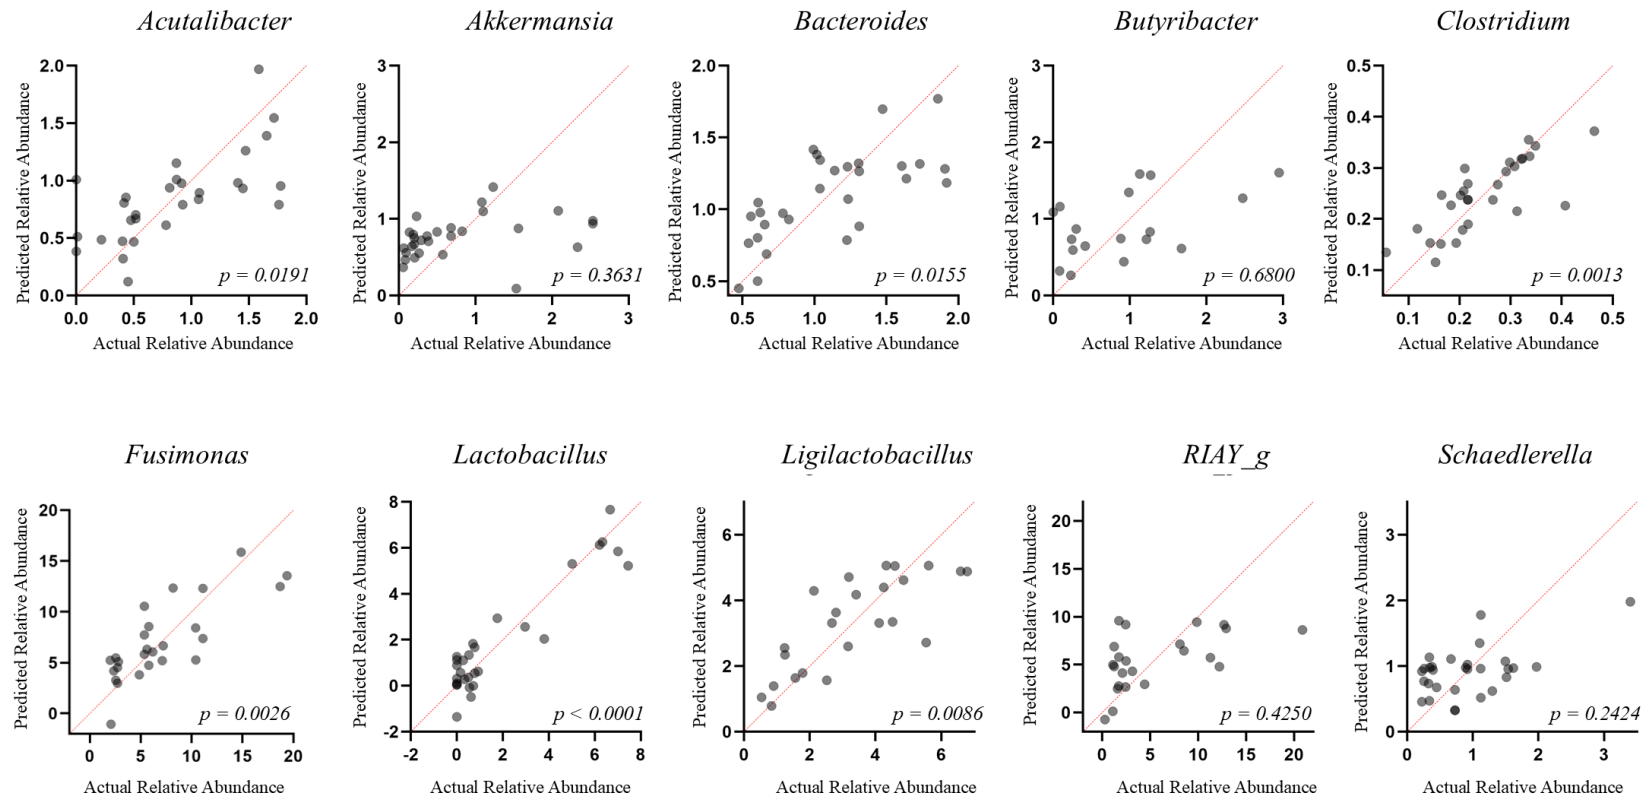 Acutalibacter Akkermansia Bacteroides Butyribacter Clostridium
Predicted Relative Abundance
2.0
1.5
1.0
0.5
0.0
p = 0.0191
0.0 0.5 1.0 1.5 2.0
Actual Relative Abundance
Predicted Relative Abundance
3
2
1
0
p = 0.3631
0 1 2 3
Actual Relative Abundance
Predicted Relative Abundance
2.0
1.5
1.0
0.5
p = 0.0155
0.5 1.0 1.5 2.0
Actual Relative Abundance
Predicted Relative Abundance
3
2
1
0
p = 0.6800
0 1 2 3
Actual Relative Abundance
Predicted Relative Abundance
0.5
0.4
0.3
0.2
0.1
p = 0.0013
0.1 0.2 0.3 0.4 0.5
Actual Relative Abundance
Fusimonas Lactobacillus Ligilactobacillus RIAY_g Schaedlerella
Predicted Relative Abundance
20
15
10
5
0
p = 0.0026
0 5 10 15 20
Actual Relative Abundance
Predicted Relative Abundance
8
6
4
2
0
-2
p < 0.0001
-2 0 2 4 6 8
Actual Relative Abundance
Predicted Relative Abundance
6
4
2
0
p = 0.0086
0 2 4 6
Actual Relative Abundance
Predicted Relative Abundance
20
15
10
5
0
p = 0.4250
0 5 10 15 20
Actual Relative Abundance
Predicted Relative Abundance
3
2
1
0
p = 0.2424
0 1 2 3
Actual Relative Abundance